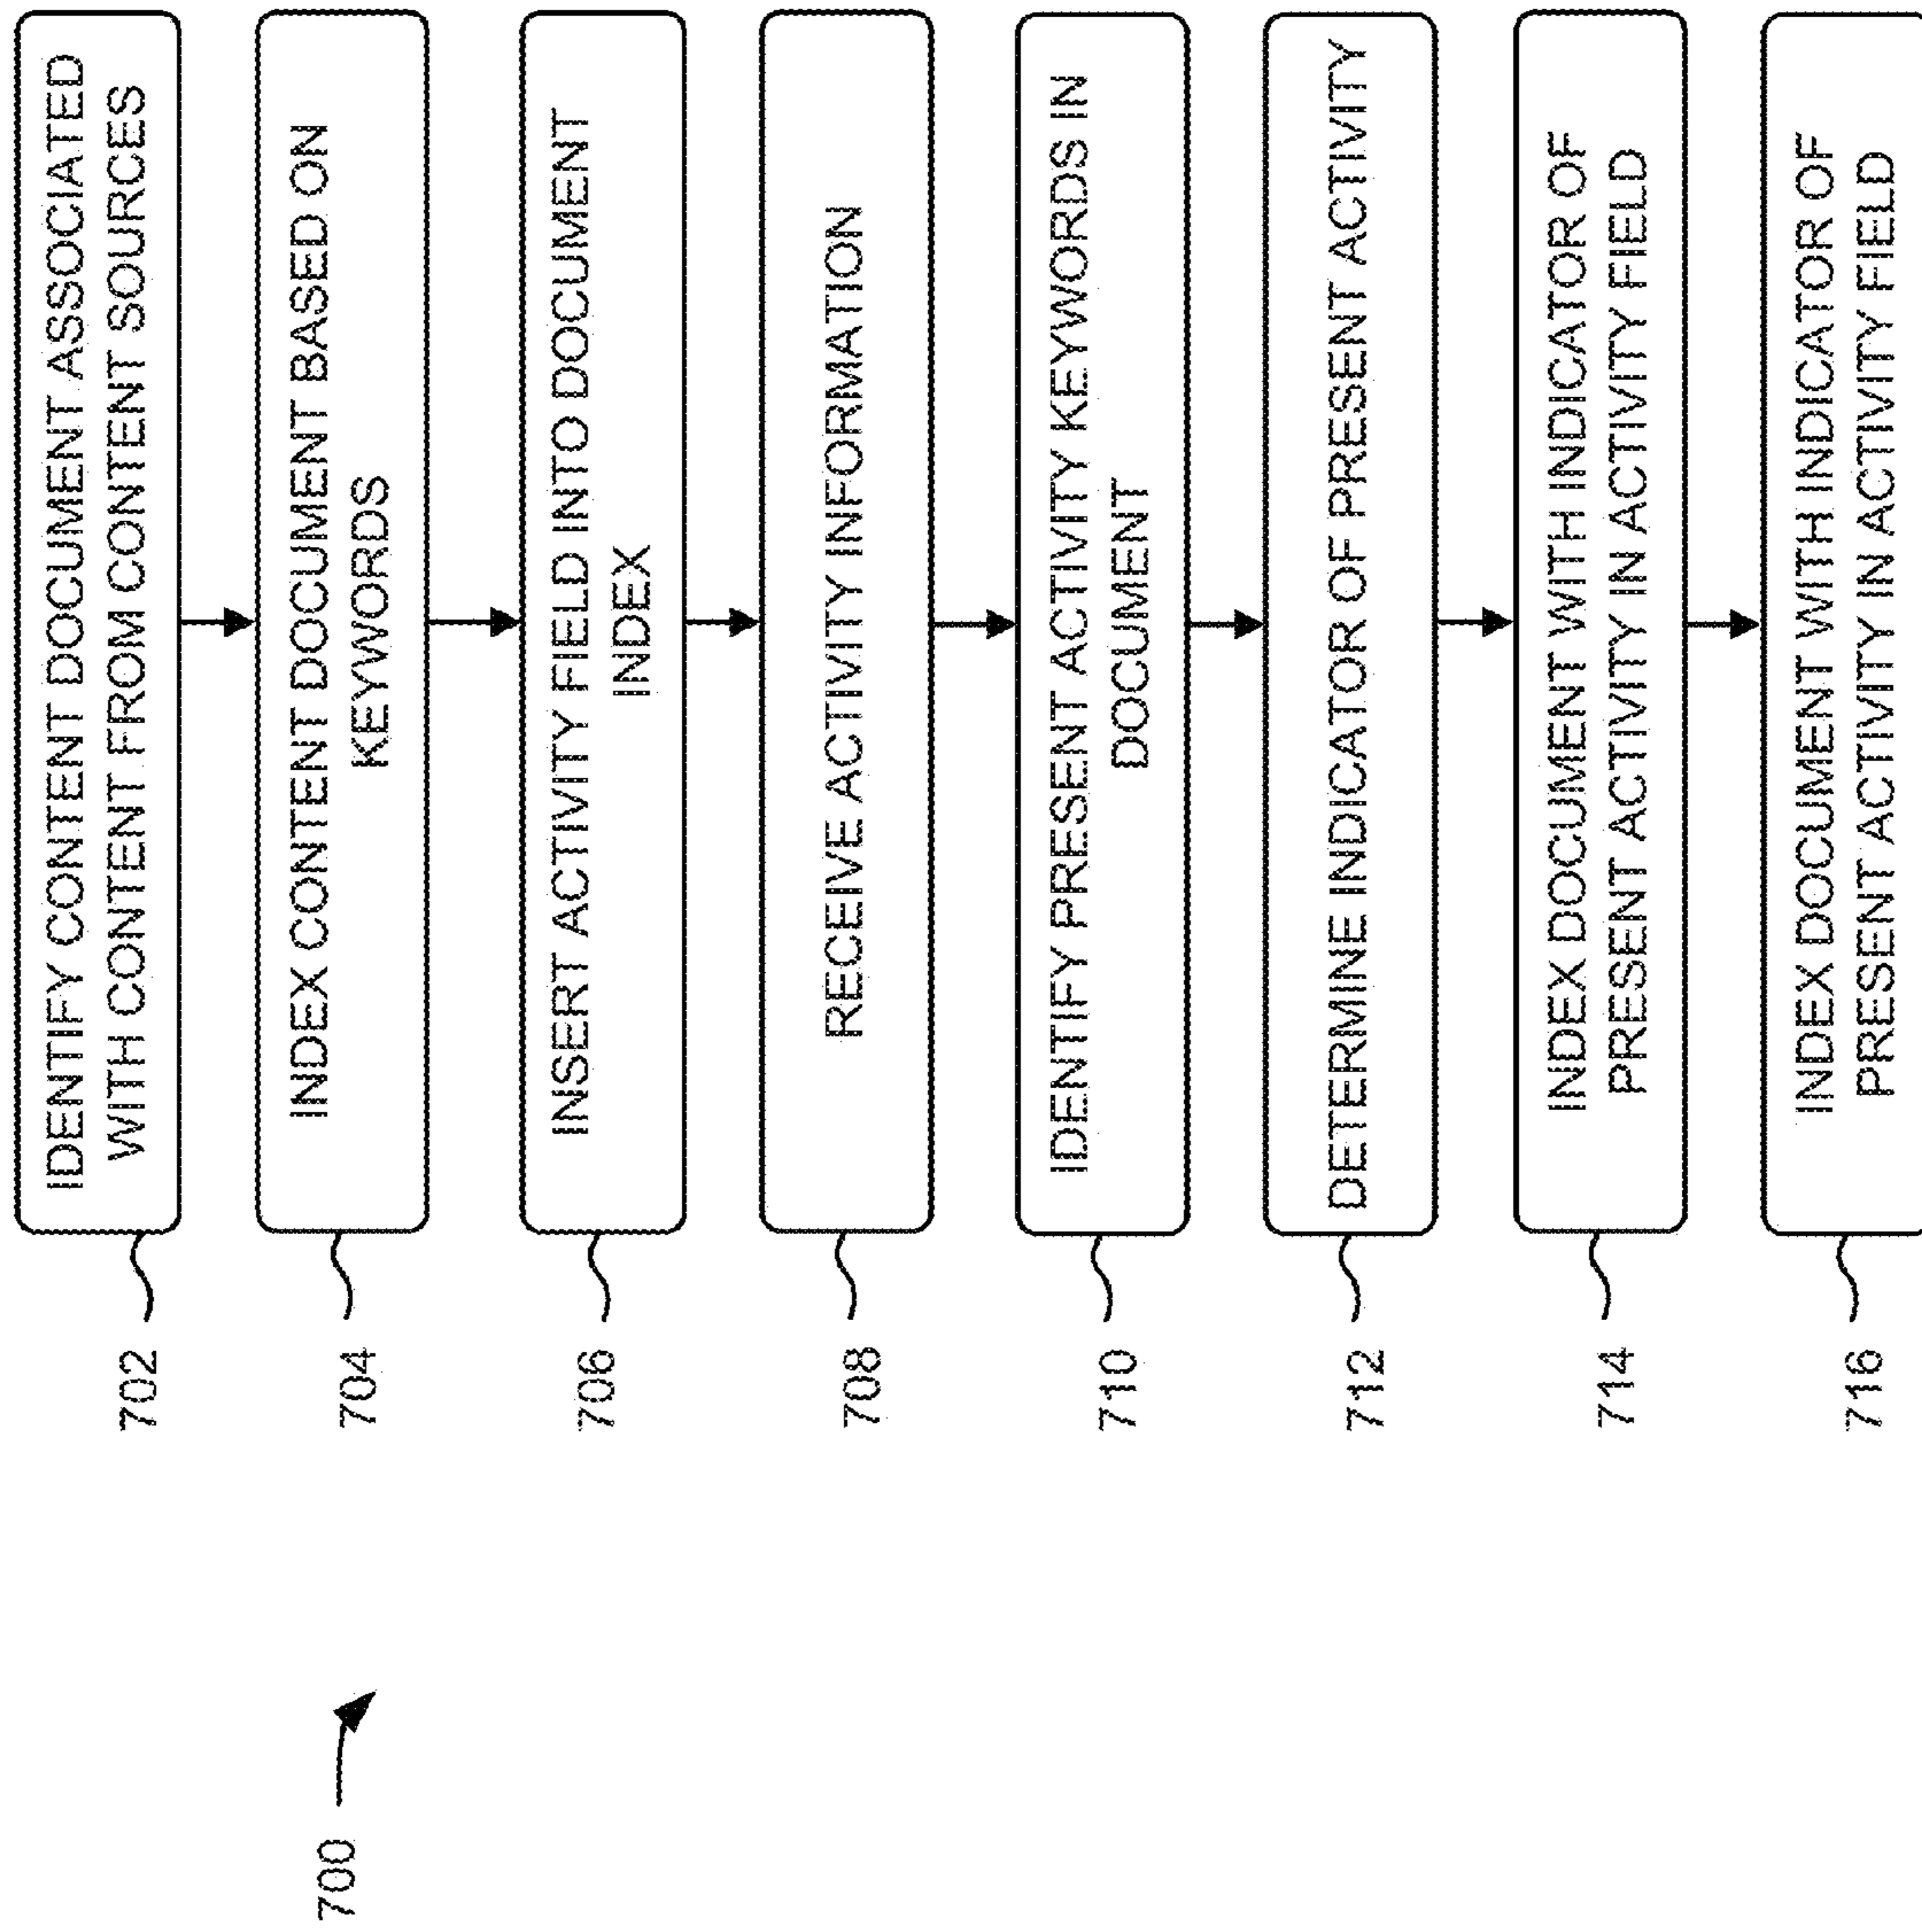 700
702
IDENTIFY CONTENT DOCUMENT ASSOCIATED
WITH CONTENT FROM CONTENT SOURCES
704
INDEX CONTENT DOCUMENT BASED ON
KEYWORDS
706
INSERT ACTIVITY FIELD INTO DOCUMENT
INDEX
708
RECEIVE ACTIVITY INFORMATION
710
IDENTIFY PRESENT ACTIVITY KEYWORDS IN
DOCUMENT
712
DETERMINE INDICATOR OF PRESENT ACTIVITY
714
INDEX DOCUMENT WITH INDICATOR OF
PRESENT ACTIVITY IN ACTIVITY FIELD
716
INDEX DOCUMENT WITH INDICATOR OF
PRESENT ACTIVITY IN ACTIVITY FIELD